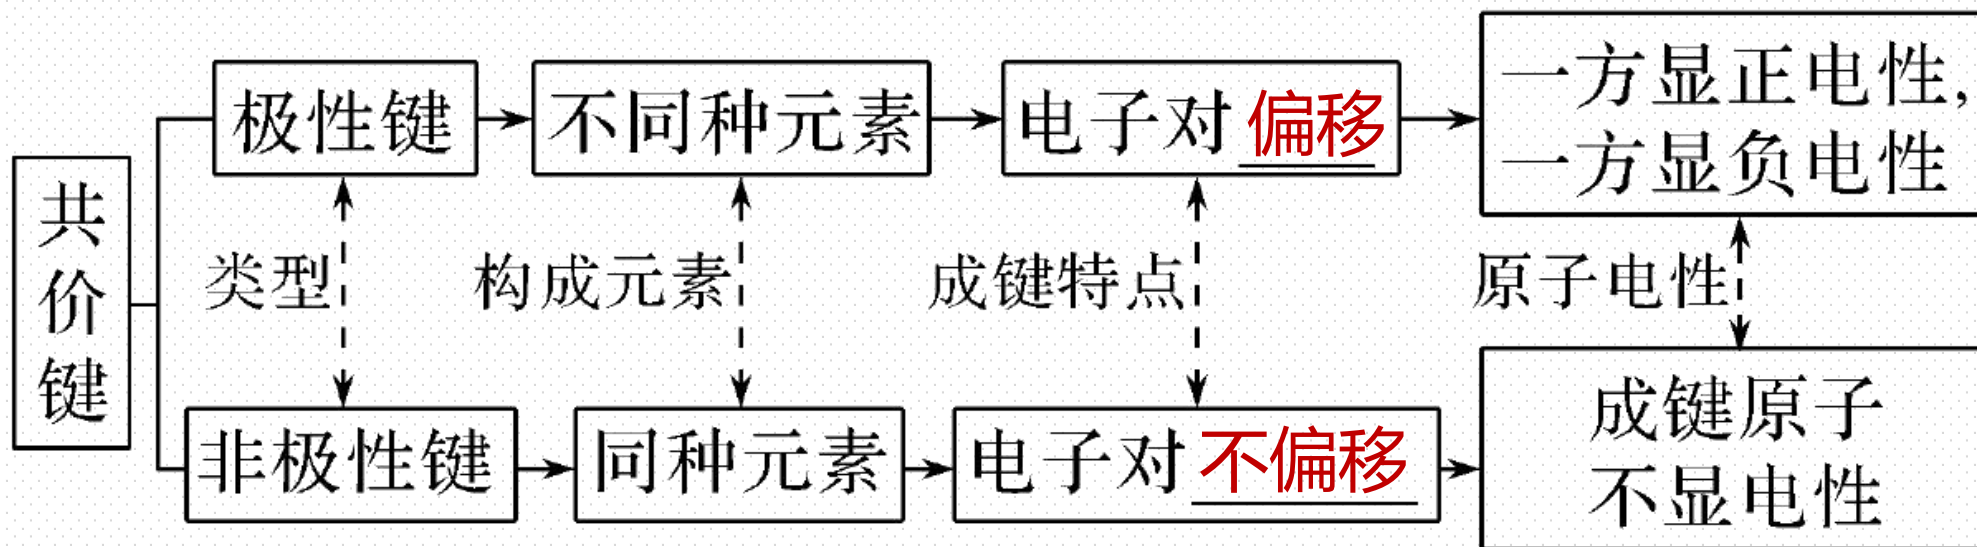 共价键
极性键
不同种元素
电子对偏移
一方显正电性,
一方显负电性
类型
构成元素
成键特点
原子电性
非极性键
同种元素
电子对不偏移
成键原子
不显电性